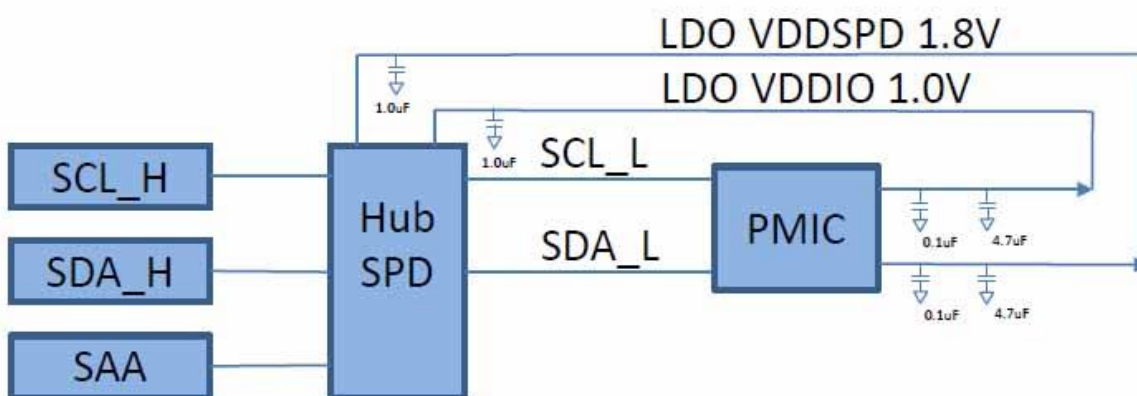 LDO VDDSPD 1.8V
1.0uF
LDO VDDIO 1.0V
1.0uF
SCL_H
SDA_H
SAA
Hub
SPD
SCL_L
SDA_L
PMIC
0.1uF
4.7uF
0.1uF
4.7uF